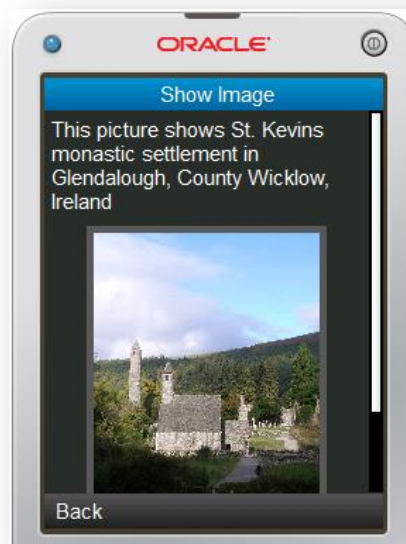 ORACLE
Show Image
This picture shows St. Kevins
monastic settlement in
Glendalough, County Wicklow,
Ireland
Back